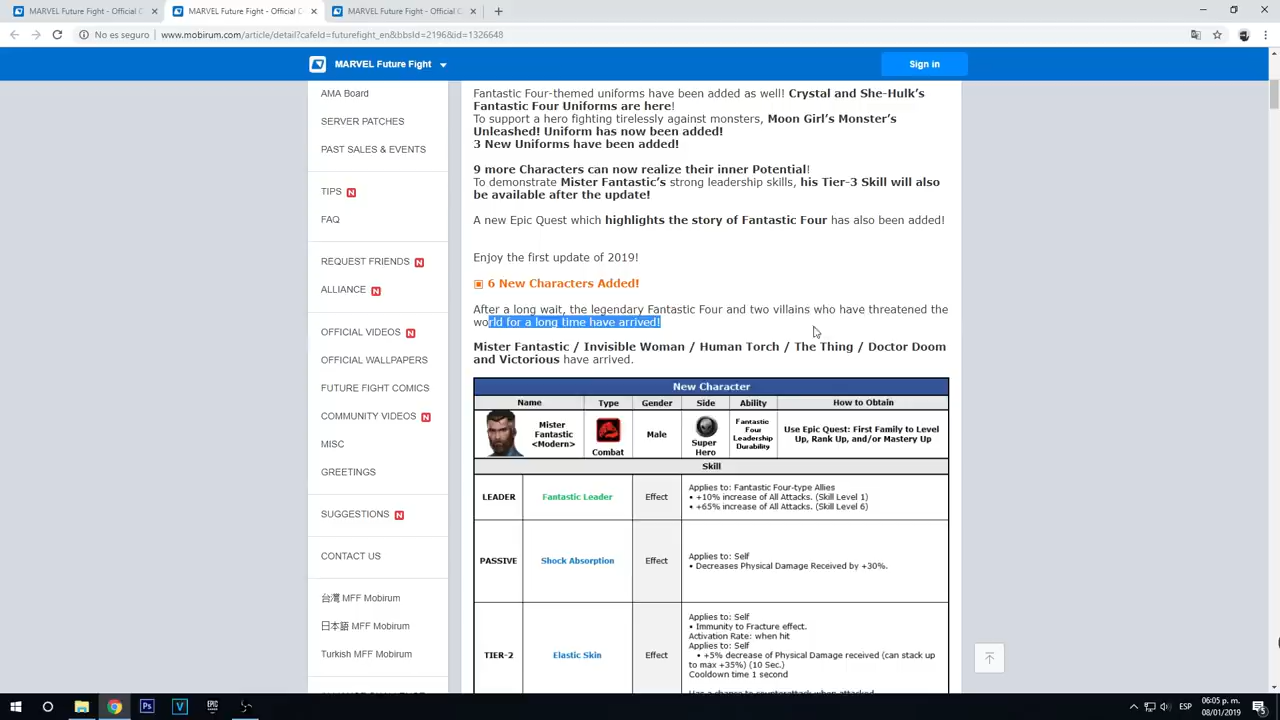 MARVEL Future Fight - Official C
MARVEL Future Fight - Official C
MARVEL Future Fight - Official C
No es seguro
www.mobirum.com/article/detail?cafeId=futurefight_en&bbsId=2196&id=1326648
MARVEL Future Fight
Sign in
AMA Board
SERVER PATCHES
PAST SALES & EVENTS
TIPS N
FAQ
REQUEST FRIENDS N
ALLIANCE N
OFFICIAL VIDEOS N
OFFICIAL WALLPAPERS
FUTURE FIGHT COMICS
COMMUNITY VIDEOS N
MISC
GREETINGS
SUGGESTIONS N
CONTACT US
台灣 MFF Mobirum
日本語 MFF Mobirum
Turkish MFF Mobirum
Fantastic Four-themed uniforms have been added as well! Crystal and She-Hulk's
Fantastic Four Uniforms are here!
To support a hero fighting tirelessly against monsters, Moon Girl's Monster's
Unleashed! Uniform has now been added!
3 New Uniforms have been added!
9 more Characters can now realize their inner Potential!
To demonstrate Mister Fantastic's strong leadership skills, his Tier-3 Skill will also
be available after the update!
A new Epic Quest which highlights the story of Fantastic Four has also been added!
Enjoy the first update of 2019!
▣ 6 New Characters Added!
After a long wait, the legendary Fantastic Four and two villains who have threatened the
world for a long time have arrived!
Mister Fantastic / Invisible Woman / Human Torch / The Thing / Doctor Doom
and Victorious have arrived.
New Character
Name Type Gender Side Ability How to Obtain
Mister
Fantastic
<Modern>
Combat
Male
Super
Hero
Fantastic
Four
Leadership
Durability
Use Epic Quest: First Family to Level
Up, Rank Up, and/or Mastery Up
Skill
LEADER
Fantastic Leader
Effect
Applies to: Fantastic Four-type Allies
• +10% increase of All Attacks. (Skill Level 1)
• +65% increase of All Attacks. (Skill Level 6)
PASSIVE
Shock Absorption
Effect
Applies to: Self
• Decreases Physical Damage Received by +30%.
TIER-2
Elastic Skin
Effect
Applies to: Self
• Immunity to Fracture effect.
Activation Rate: when hit
Applies to: Self
• +5% decrease of Physical Damage received (can stack up
to max +35%) (10 Sec.)
Cooldown time 1 second
Has a chance to counterattack when attacked
Ps
V
EPIC
ESP
06:05 p. m.
08/01/2019
5